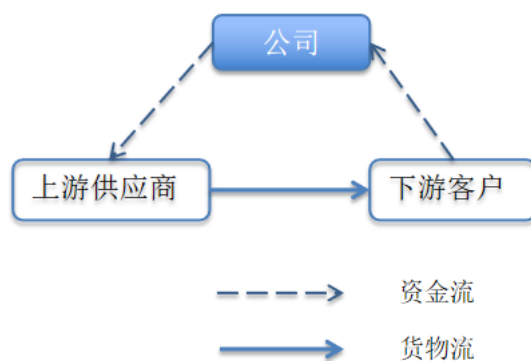 公司
上游供应商
下游客户
资金流
货物流